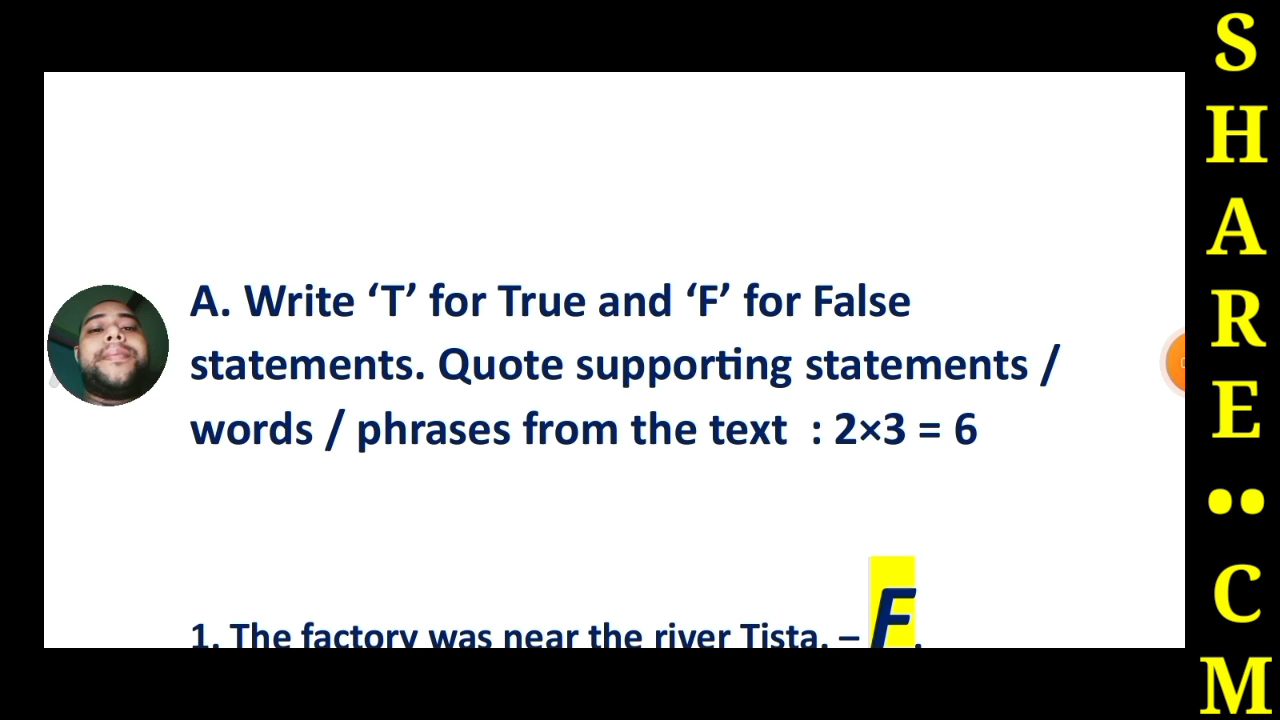 A. Write ‘T’ for True and ‘F’ for False
statements. Quote supporting statements /
words / phrases from the text : 2×3 = 6
1. The factory was near the river Tista. – F.
S
H
A
R
E
••
C
M